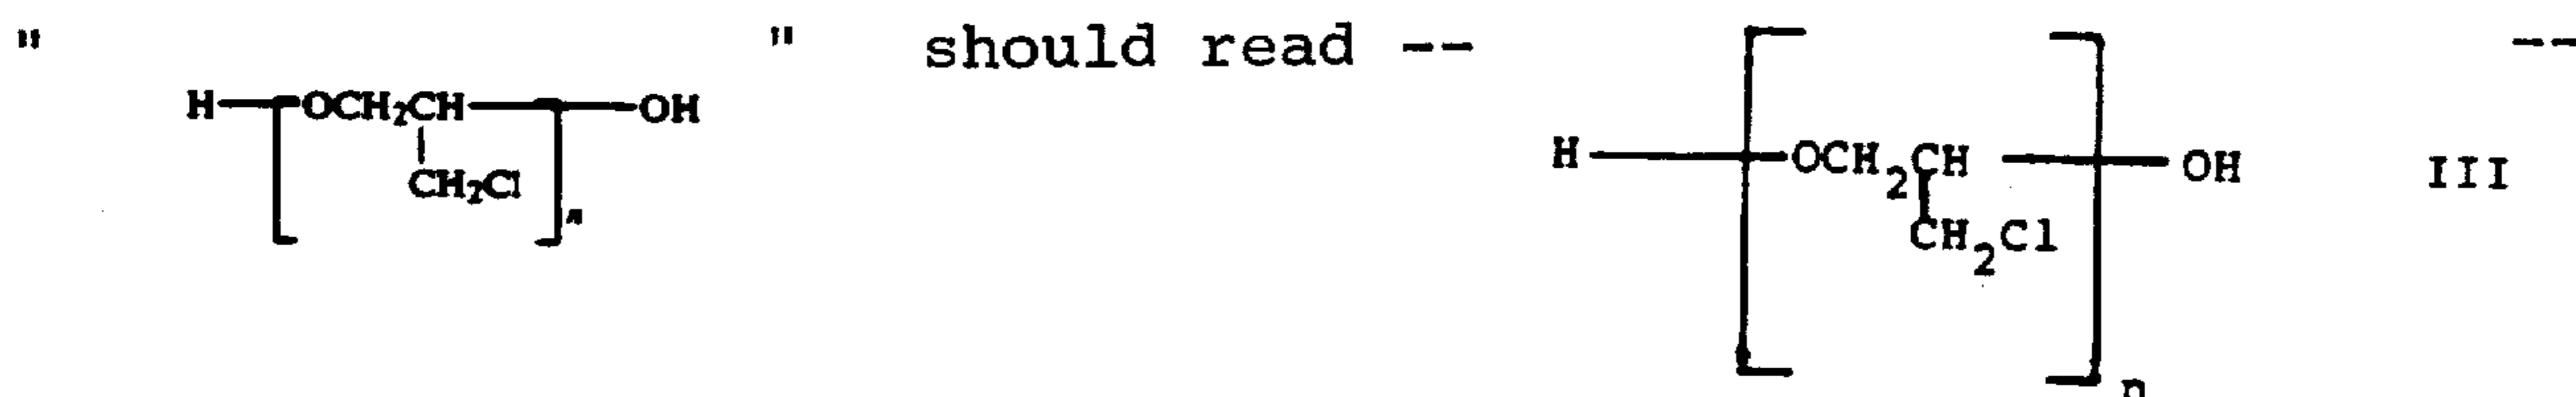 " " should read -- --
H OCH₂CH OH H OCH₂CH OH III
CH₂Cl CH₂Cl
n n